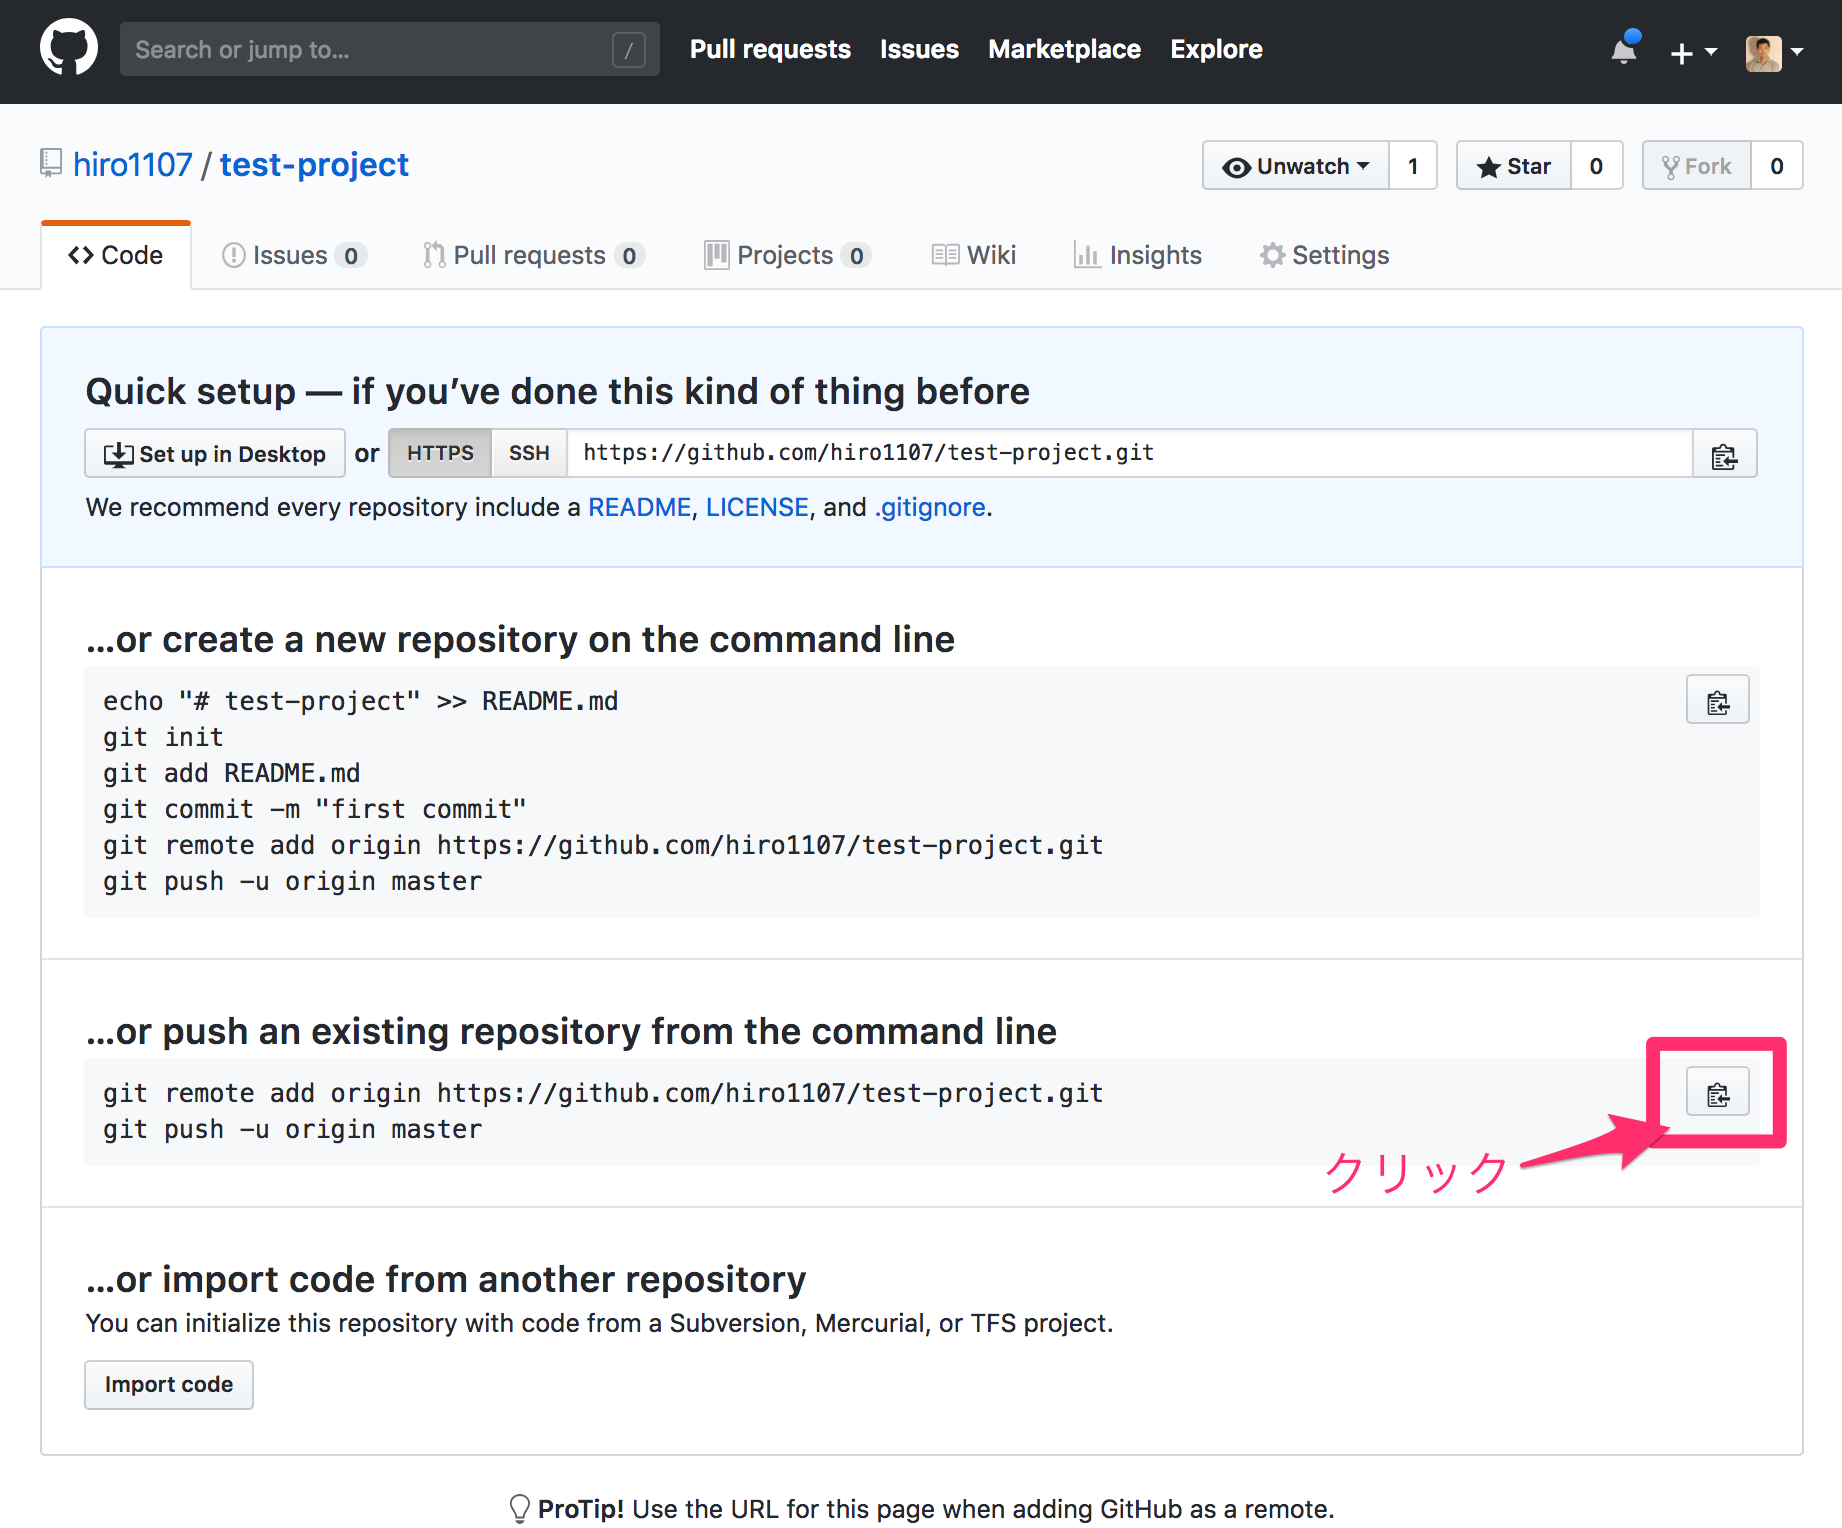 Search or jump to... /
Pull requests Issues Marketplace Explore
hiro1107 / test-project
Unwatch 1 Star 0 Fork 0
Code Issues 0 Pull requests 0 Projects 0 Wiki Insights Settings
Quick setup — if you’ve done this kind of thing before
Set up in Desktop or HTTPS SSH https://github.com/hiro1107/test-project.git
We recommend every repository include a README, LICENSE, and .gitignore.
…or create a new repository on the command line
echo "# test-project" >> README.md
git init
git add README.md
git commit -m "first commit"
git remote add origin https://github.com/hiro1107/test-project.git
git push -u origin master
…or push an existing repository from the command line
git remote add origin https://github.com/hiro1107/test-project.git
git push -u origin master
クリック
…or import code from another repository
You can initialize this repository with code from a Subversion, Mercurial, or TFS project.
Import code
ProTip! Use the URL for this page when adding GitHub as a remote.